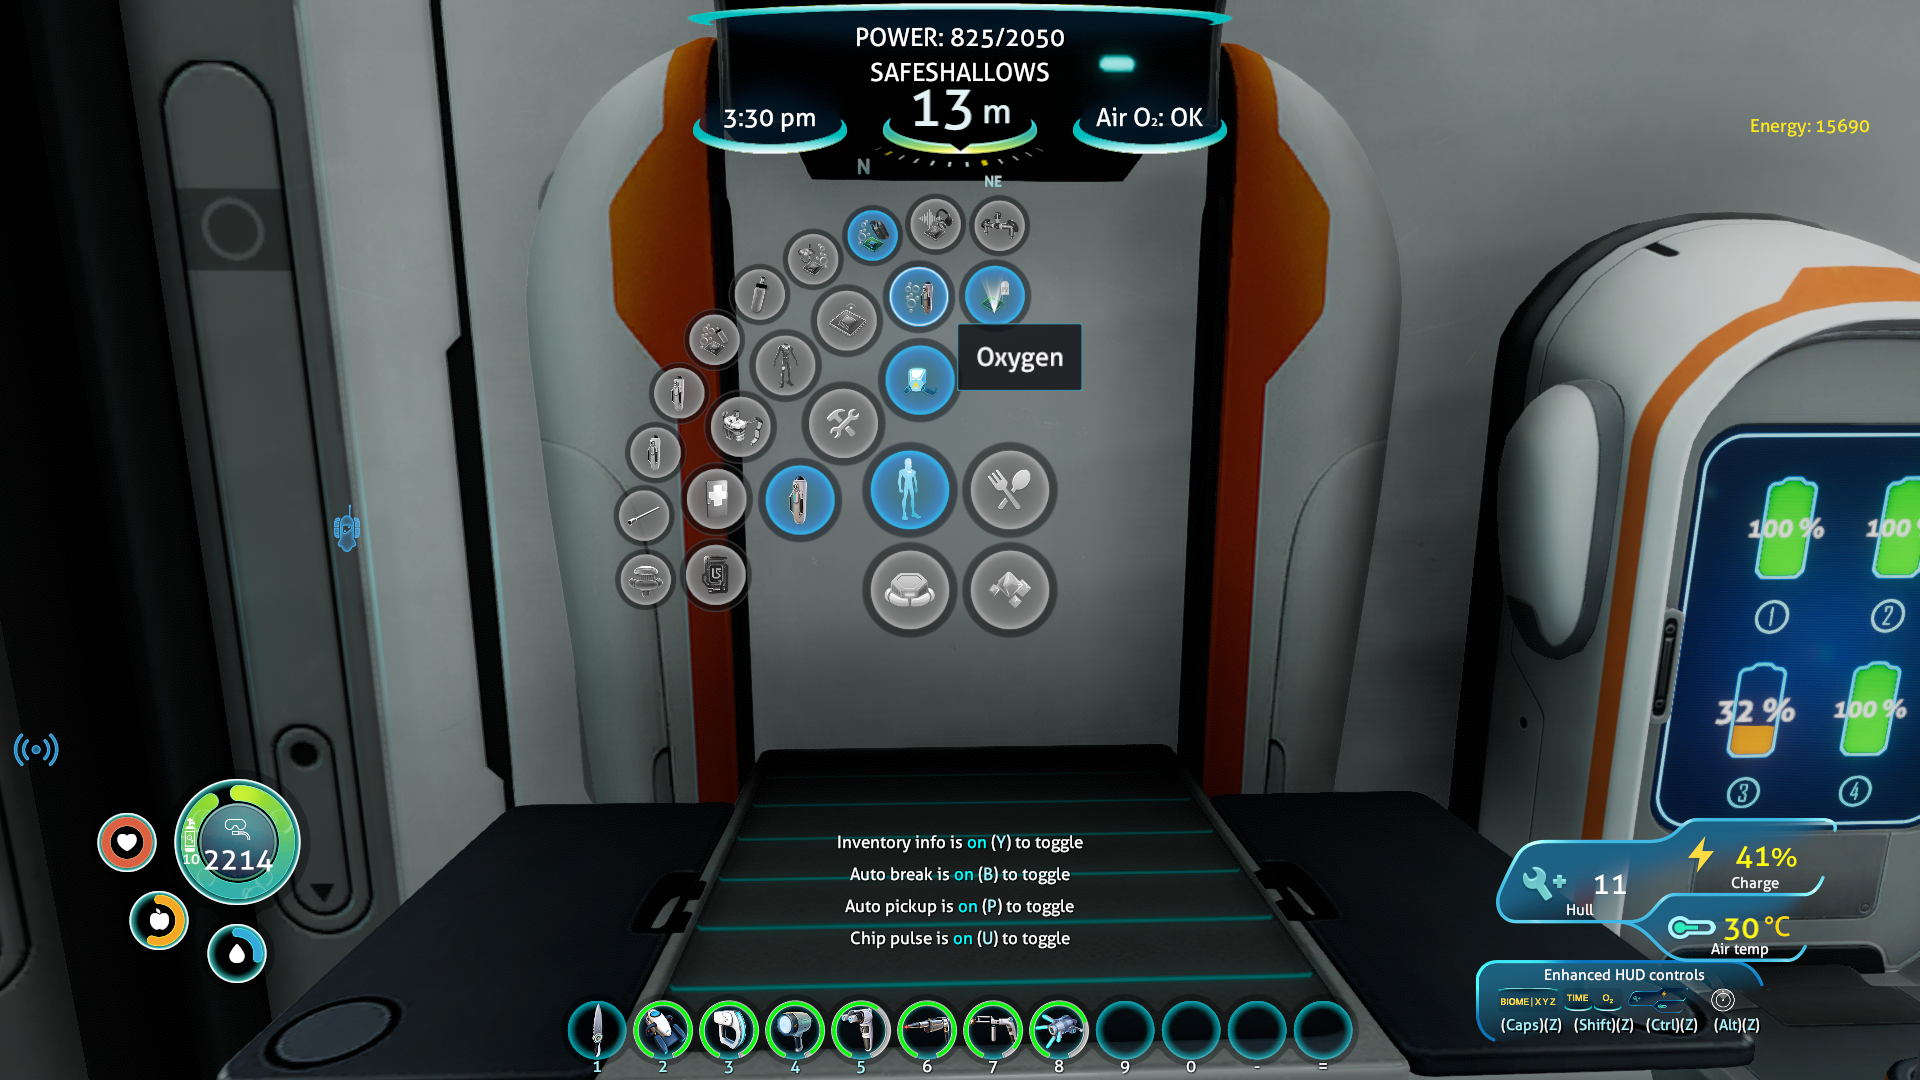 POWER: 825/2050
SAFESHALLOWS
13 m
3:30 pm
Air O₂: OK
N
NE
Energy: 15690
Oxygen
100 %
100
1
2
32 %
100 %
3
4
10
2214
Inventory info is on (Y) to toggle
Auto break is on (B) to toggle
Auto pickup is on (P) to toggle
Chip pulse is on (U) to toggle
11
Hull
41%
Charge
30 °C
Air temp
Enhanced HUD controls
BIOME|XYZ TIME O₂
(Caps)(Z) (Shift)(Z) (Ctrl)(Z) (Alt)(Z)
1 2 3 4 5 6 7 8 9 0 - =